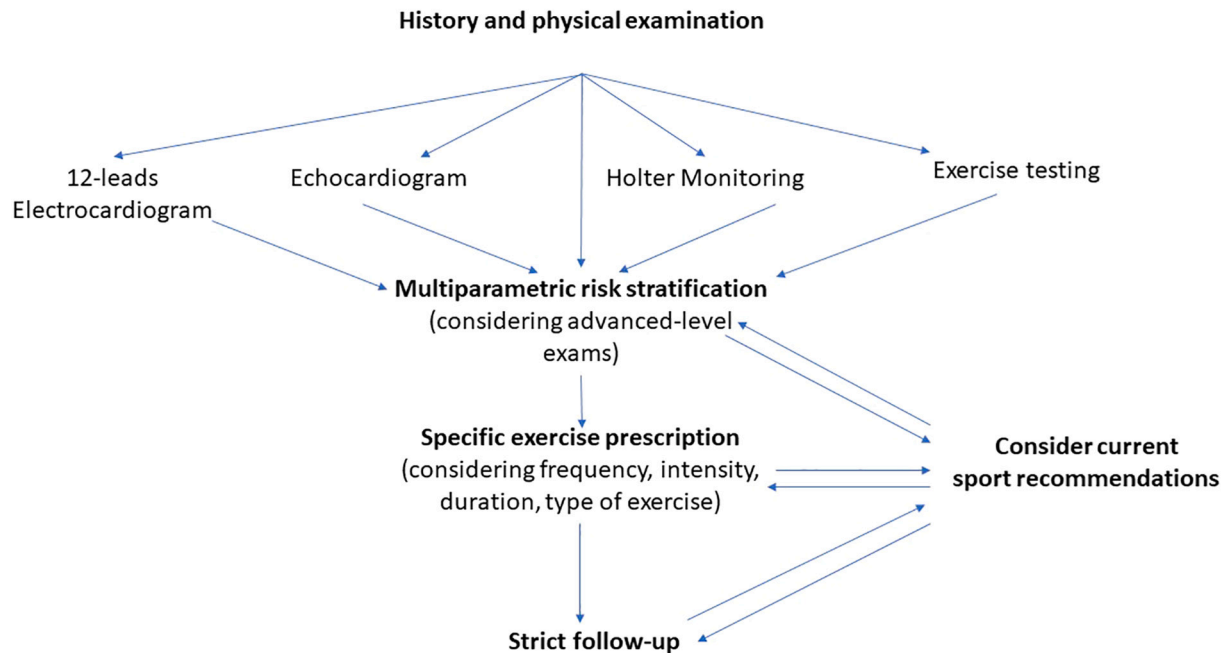 History and physical examination
12-leads
Electrocardiogram
Echocardiogram
Holter Monitoring
Exercise testing
Multiparametric risk stratification
(considering advanced-level
exams)
Specific exercise prescription
(considering frequency, intensity,
duration, type of exercise)
Consider current
sport recommendations
Strict follow-up